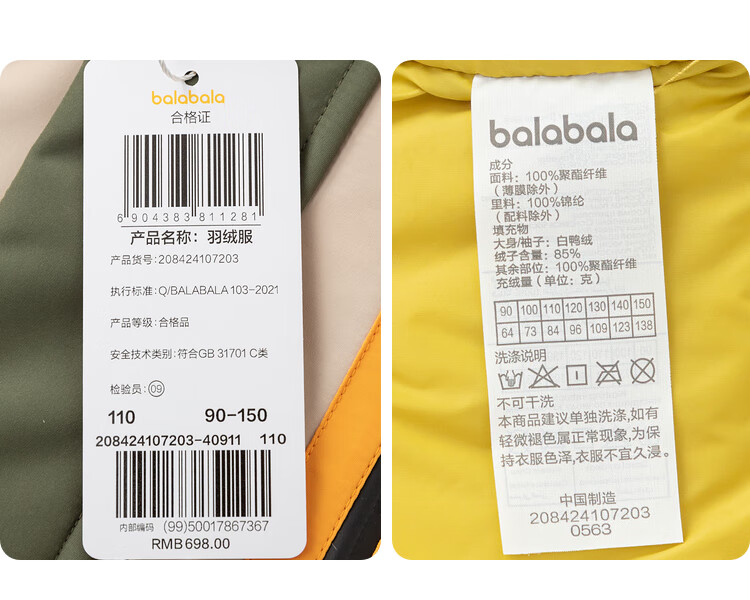 balabala
合格证
6 904383 811281
产品名称：羽绒服
产品货号：208424107203
执行标准：Q/BALABALA 103-2021
产品等级：合格品
安全技术类别：符合GB 31701 C类
检验员：09
110 90-150
208424107203-40911 110
内部编码 (99)50017867367
RMB 698.00
balabala
成分
面料：100%聚酯纤维
（薄膜除外）
里料：100%锦纶
（配料除外）
填充物
大身/袖子：白鸭绒
绒子含量：85%
其余部位：100%聚酯纤维
充绒量（单位：克）
90 100 110 120 130 140 150
64 73 84 96 109 123 138
洗涤说明
不可干洗
本商品建议单独洗涤,如有
轻微褪色属正常现象,为保
持衣服色泽,衣服不宜久浸。
中国制造
208424107203
0563